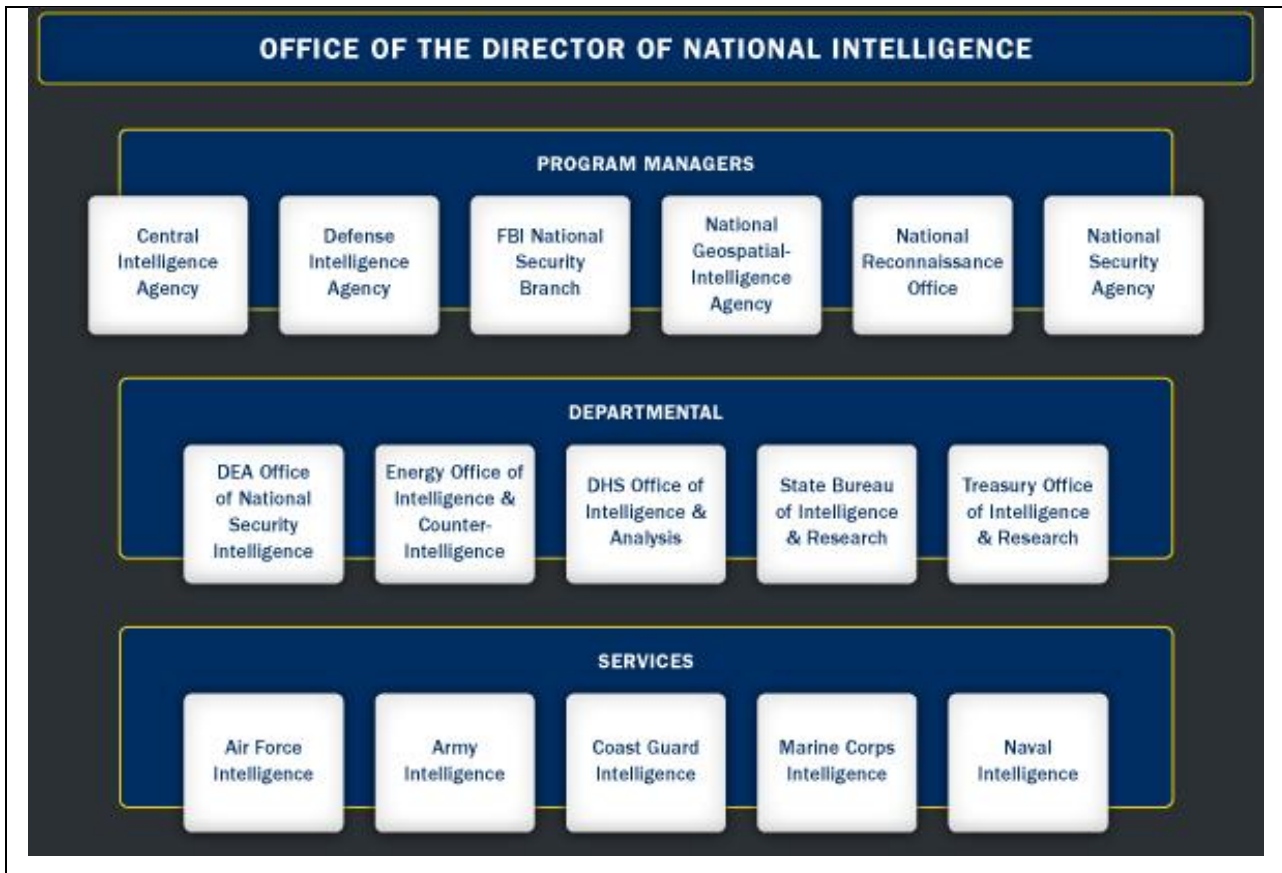 OFFICE OF THE DIRECTOR OF NATIONAL INTELLIGENCE
PROGRAM MANAGERS
Central
Intelligence
Agency
Defense
Intelligence
Agency
FBI National
Security
Branch
National
Geospatial-
Intelligence
Agency
National
Reconnaissance
Office
National
Security
Agency
DEPARTMENTAL
DEA Office
of National
Security
Intelligence
Energy Office of
Intelligence &
Counter-
Intelligence
DHS Office of
Intelligence &
Analysis
State Bureau
of Intelligence
& Research
Treasury Office
of Intelligence
& Research
SERVICES
Air Force
Intelligence
Army
Intelligence
Coast Guard
Intelligence
Marine Corps
Intelligence
Naval
Intelligence